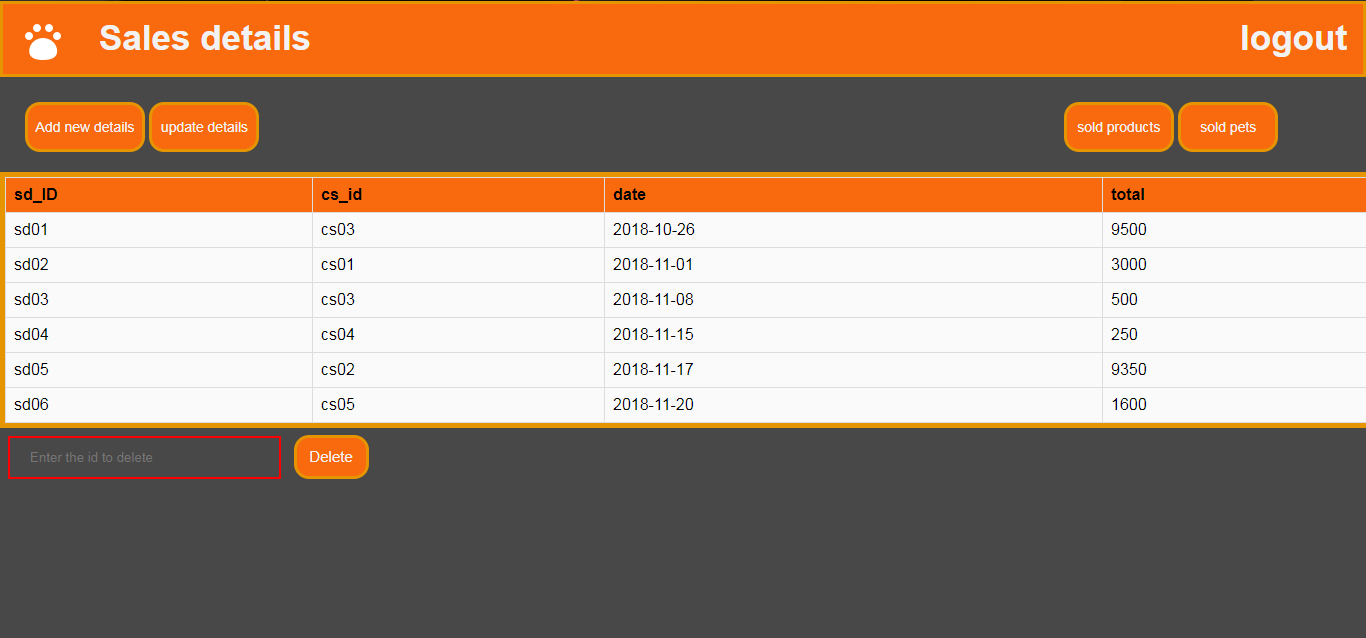 Sales details logout
Add new details update details sold products sold pets
sd_ID cs_id date total
sd01 cs03 2018-10-26 9500
sd02 cs01 2018-11-01 3000
sd03 cs03 2018-11-08 500
sd04 cs04 2018-11-15 250
sd05 cs02 2018-11-17 9350
sd06 cs05 2018-11-20 1600
Enter the id to delete Delete